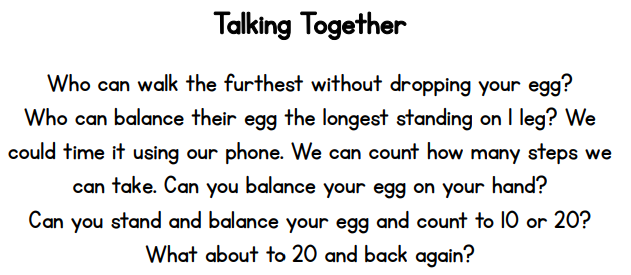 Talking Together
Who can walk the furthest without dropping your egg?
Who can balance their egg the longest standing on 1 leg? We
could time it using our phone. We can count how many steps we
can take. Can you balance your egg on your hand?
Can you stand and balance your egg and count to 10 or 20?
What about to 20 and back again?